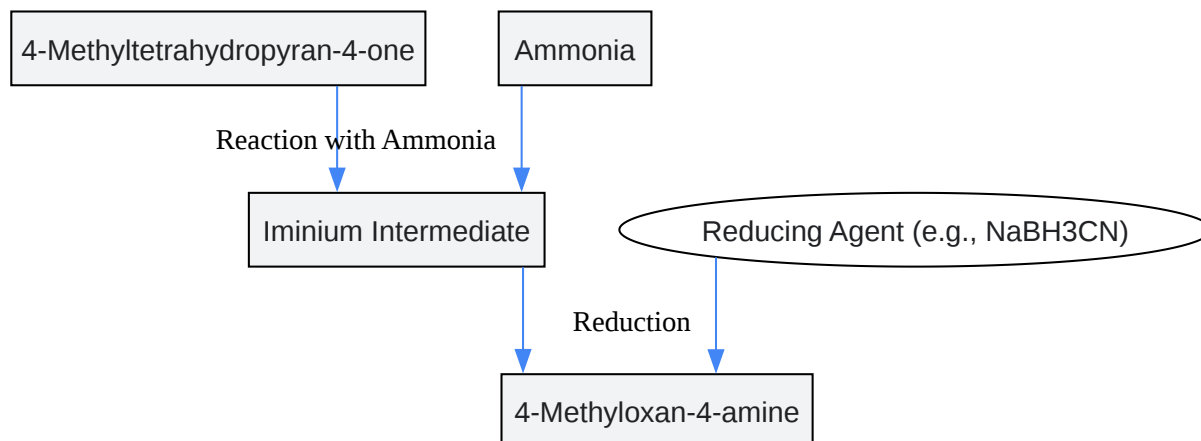 4-Methyltetrahydropyran-4-one
Ammonia
Reaction with Ammonia
Iminium Intermediate
Reducing Agent (e.g., NaBH3CN)
Reduction
4-Methyloxan-4-amine